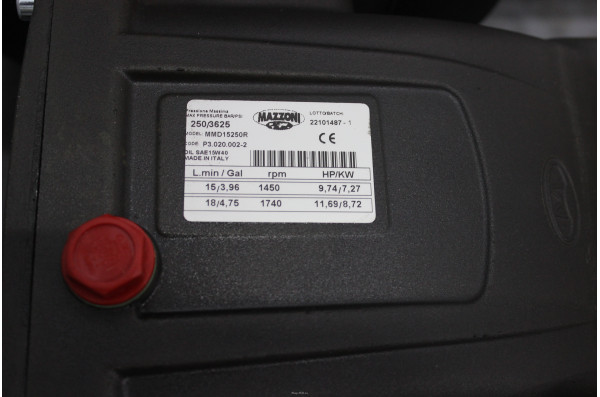 Pressione Massima
MAX PRESSURE BAR/PSI
250/3625
MODEL: MMD15250R
CODE: P3.020.002-2
OIL SAE15W40
MADE IN ITALY
MAZZONI
LOTTO/BATCH
22101487 - 1
CE
L.min / Gal rpm HP/KW
15/3,96 1450 9,74/7,27
18/4,75 1740 11,69/8,72